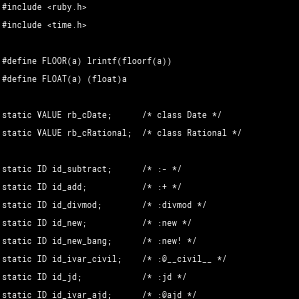 #include <ruby.h>
#include <time.h>
#define FLOOR(a) lrintf(floorf(a))
#define FLOAT(a) (float)a
static VALUE rb_cDate;      /* class Date */
static VALUE rb_cRational;  /* class Rational */
static ID id_subtract;      /* :- */
static ID id_add;           /* :+ */
static ID id_divmod;        /* :divmod */
static ID id_new;           /* :new */
static ID id_new_bang;      /* :new! */
static ID id_ivar_civil;    /* :@__civil__ */
static ID id_jd;            /* :jd */
static ID id_ivar_ajd;      /* :@ajd */